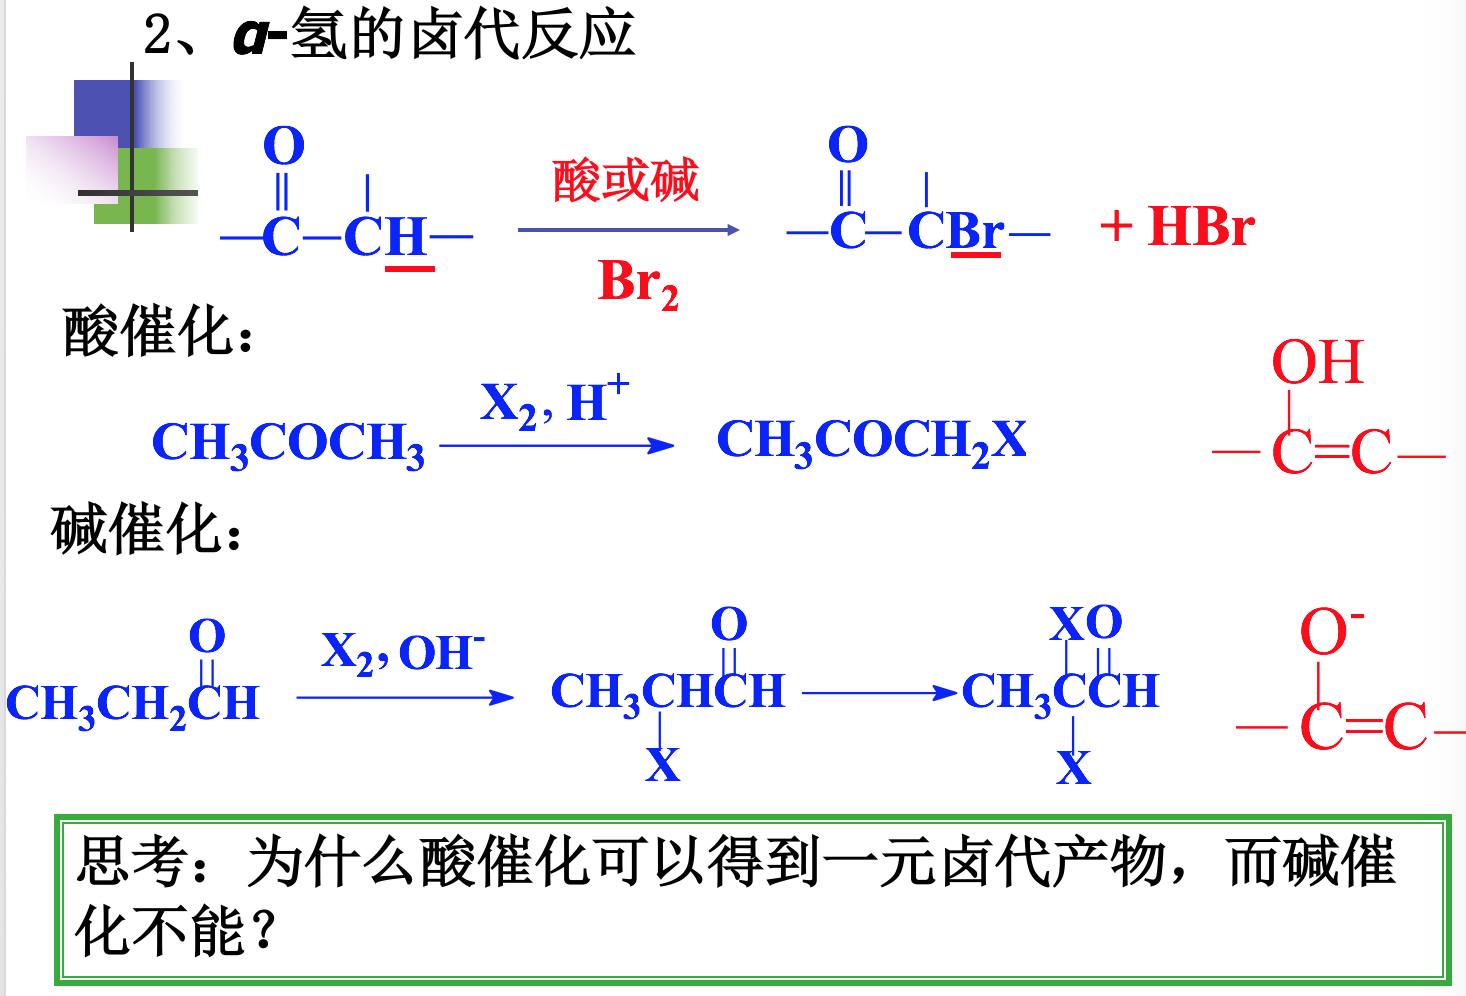 2、α-氢的卤代反应
O
—C—CH— 酸或碱 Br₂ O —C—CBr— + HBr
酸催化：
CH₃COCH₃ X₂, H⁺ CH₃COCH₂X
OH
—C=C—
碱催化：
O
CH₃CH₂CH X₂, OH⁻
O
CH₃CHCH
X
XO
CH₃CCH
X
O⁻
—C=C—
思考：为什么酸催化可以得到一元卤代产物，而碱催
化不能？